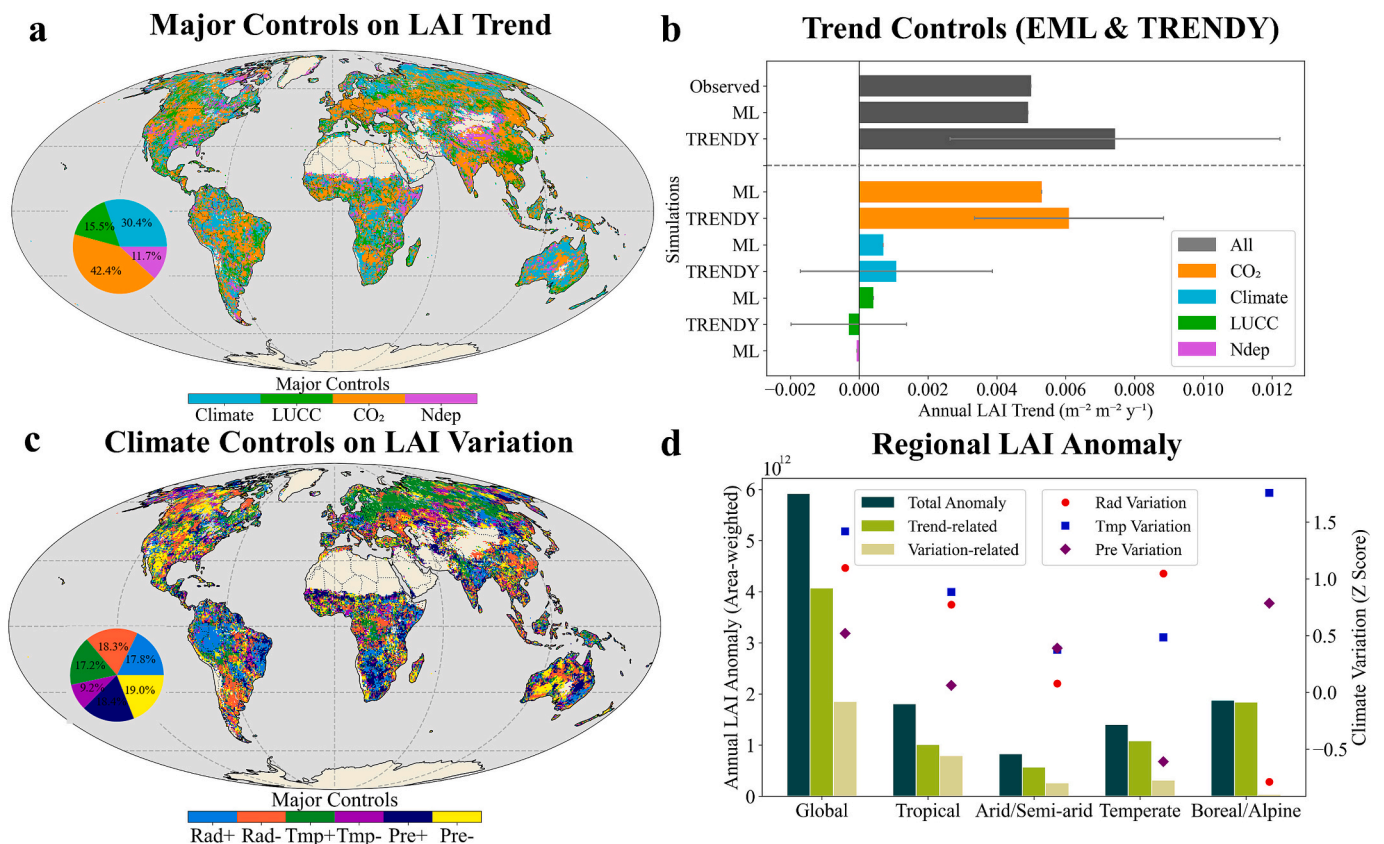 a
Major Controls on LAI Trend
30.4%
15.5%
11.7%
42.4%
Major Controls
Climate LUCC CO₂ Ndep
b
Trend Controls (EML & TRENDY)
Simulations
Observed
ML
TRENDY
ML
TRENDY
ML
TRENDY
ML
TRENDY
ML
All
CO₂
Climate
LUCC
Ndep
−0.002 0.000 0.002 0.004 0.006 0.008 0.010 0.012
Annual LAI Trend (m⁻² m⁻² y⁻¹)
c
Climate Controls on LAI Variation
18.3%
17.8%
17.2%
9.2%
19.0%
Major Controls
Rad+ Rad- Tmp+ Tmp- Pre+ Pre-
d
Regional LAI Anomaly
10¹²
Annual LAI Anomaly (Area-weighted)
6
5
4
3
2
1
0
Total Anomaly
Trend-related
Variation-related
Rad Variation
Tmp Variation
Pre Variation
1.5
1.0
0.5
0.0
−0.5
Climate Variation (Z Score)
Global Tropical Arid/Semi-arid Temperate Boreal/Alpine